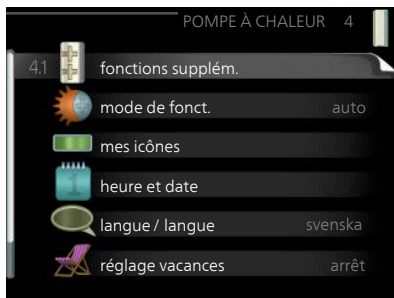 POMPE À CHALEUR 4
4.1 fonctions supplém.
mode de fonct. auto
mes icônes
1 heure et date
langue / langue svenska
réglage vacances arrêt